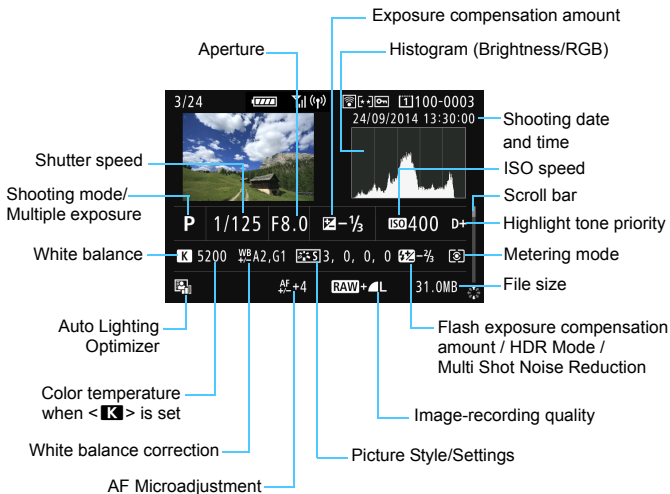 Exposure compensation amount
Aperture
Histogram (Brightness/RGB)
3/24 1 100-0003
24/09/2014 13:30:00
Shooting date
and time
Shutter speed
ISO speed
Shooting mode/
Multiple exposure
Scroll bar
P 1/125 F8.0 -1/3 ISO 400 D+
Highlight tone priority
White balance
K 5200 WB +/- A2,G1 S 3, 0, 0, 0 -2/3
Metering mode
AF +/- +4 RAW+L 31.0MB
File size
Auto Lighting
Optimizer
Flash exposure compensation
amount / HDR Mode /
Multi Shot Noise Reduction
Color temperature
when <K> is set
Image-recording quality
White balance correction
Picture Style/Settings
AF Microadjustment